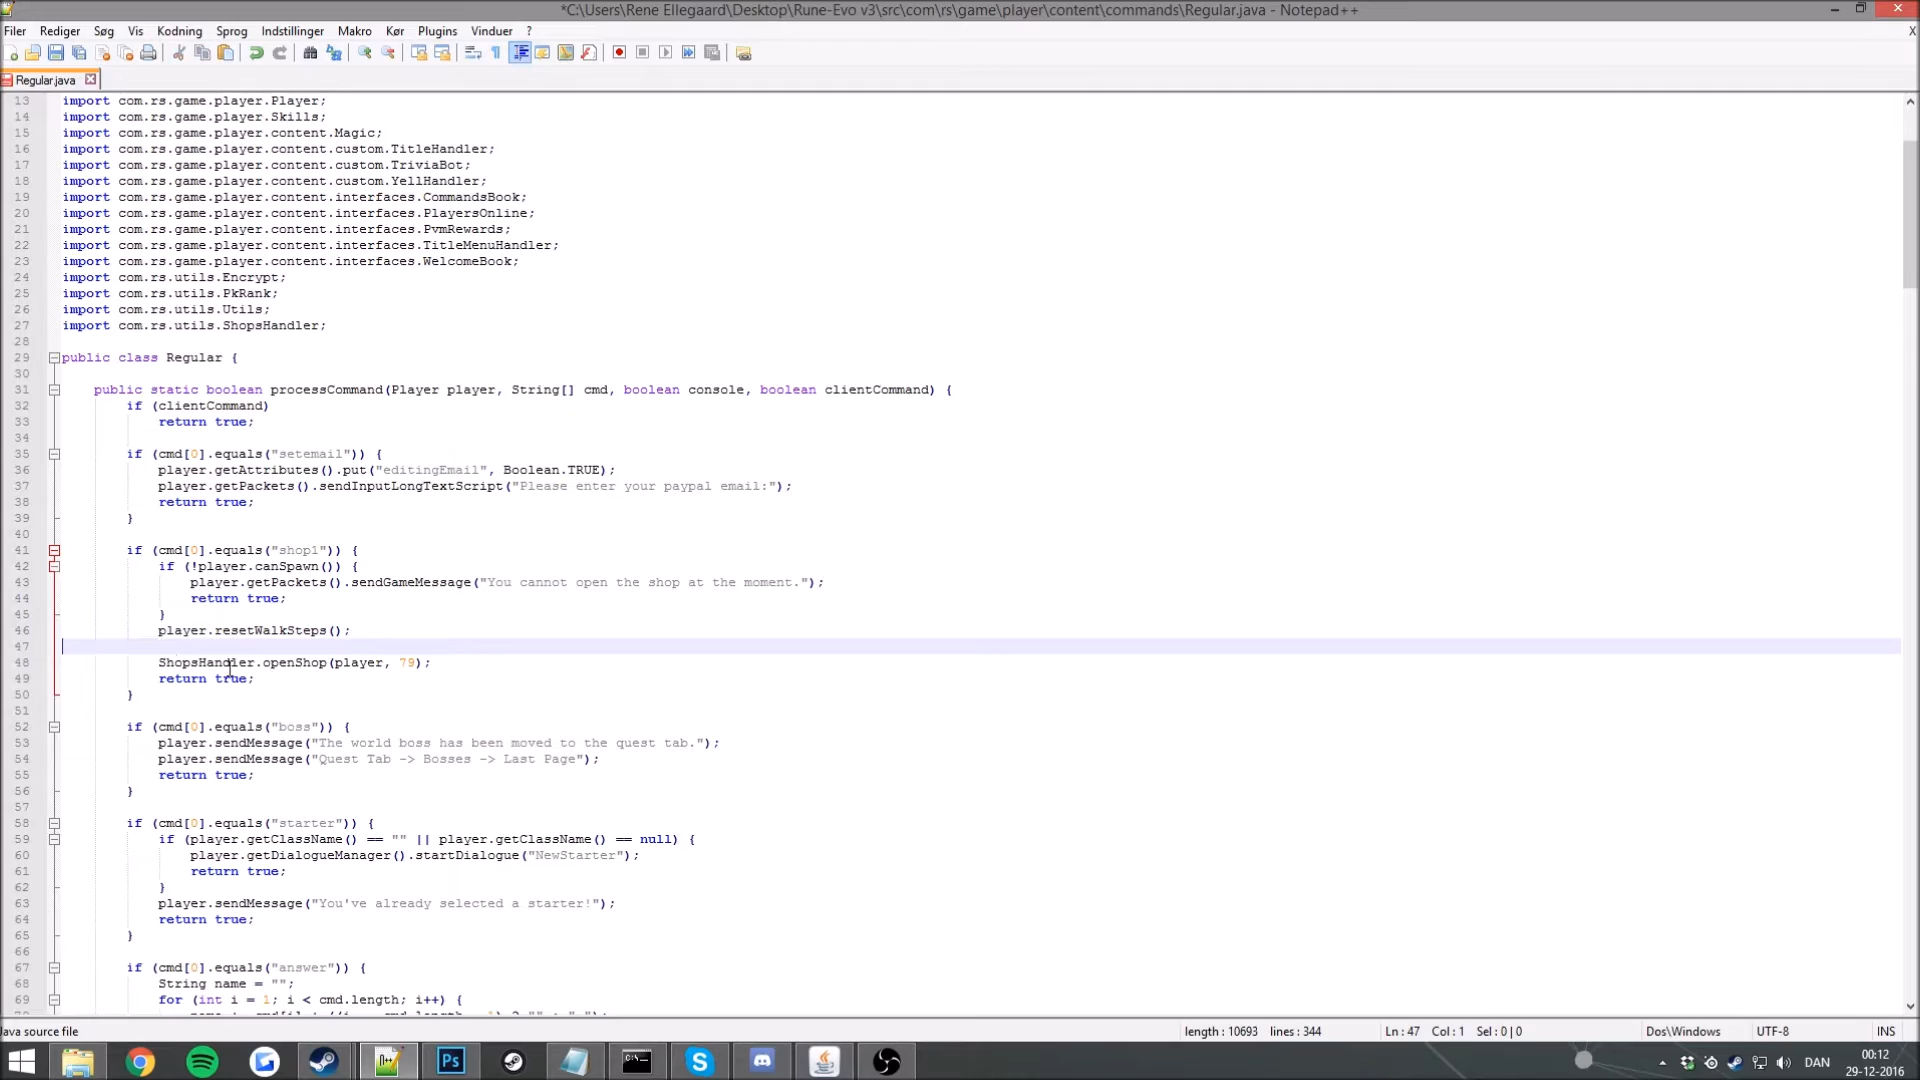 *C:\Users\Rene Ellegaard\Desktop\Rune-Evo v3\src\com\rs\game\player\content\commands\Regular.java - Notepad++
Filer Rediger Søg Vis Kodning Sprog Indstillinger Makro Kør Plugins Vinduer ? X
Regular.java
13 import com.rs.game.player.Player;
14 import com.rs.game.player.Skills;
15 import com.rs.game.player.content.Magic;
16 import com.rs.game.player.content.custom.TitleHandler;
17 import com.rs.game.player.content.custom.TriviaBot;
18 import com.rs.game.player.content.custom.YellHandler;
19 import com.rs.game.player.content.interfaces.CommandsBook;
20 import com.rs.game.player.content.interfaces.PlayersOnline;
21 import com.rs.game.player.content.interfaces.PvmRewards;
22 import com.rs.game.player.content.interfaces.TitleMenuHandler;
23 import com.rs.game.player.content.interfaces.WelcomeBook;
24 import com.rs.utils.Encrypt;
25 import com.rs.utils.PkRank;
26 import com.rs.utils.Utils;
27 import com.rs.utils.ShopsHandler;
28
29 public class Regular {
30
31 public static boolean processCommand(Player player, String[] cmd, boolean console, boolean clientCommand) {
32 if (clientCommand)
33 return true;
34
35 if (cmd[0].equals("setemail")) {
36 player.getAttributes().put("editingEmail", Boolean.TRUE);
37 player.getPackets().sendInputLongTextScript("Please enter your paypal email:");
38 return true;
39 }
40
41 if (cmd[0].equals("shop1")) {
42 if (!player.canSpawn()) {
43 player.getPackets().sendGameMessage("You cannot open the shop at the moment.");
44 return true;
45 }
46 player.resetWalkSteps();
47
48 ShopsHandler.openShop(player, 79);
49 return true;
50 }
51
52 if (cmd[0].equals("boss")) {
53 player.sendMessage("The world boss has been moved to the quest tab.");
54 player.sendMessage("Quest Tab -> Bosses -> Last Page");
55 return true;
56 }
57
58 if (cmd[0].equals("starter")) {
59 if (player.getClassName() == "" || player.getClassName() == null) {
60 player.getDialogueManager().startDialogue("NewStarter");
61 return true;
62 }
63 player.sendMessage("You've already selected a starter!");
64 return true;
65 }
66
67 if (cmd[0].equals("answer")) {
68 String name = "";
69 for (int i = 1; i < cmd.length; i++) {
Java source file length : 10693 lines : 344 Ln : 47 Col : 1 Sel : 0 | 0 Dos\Windows UTF-8 INS
DAN 00:12
29-12-2016